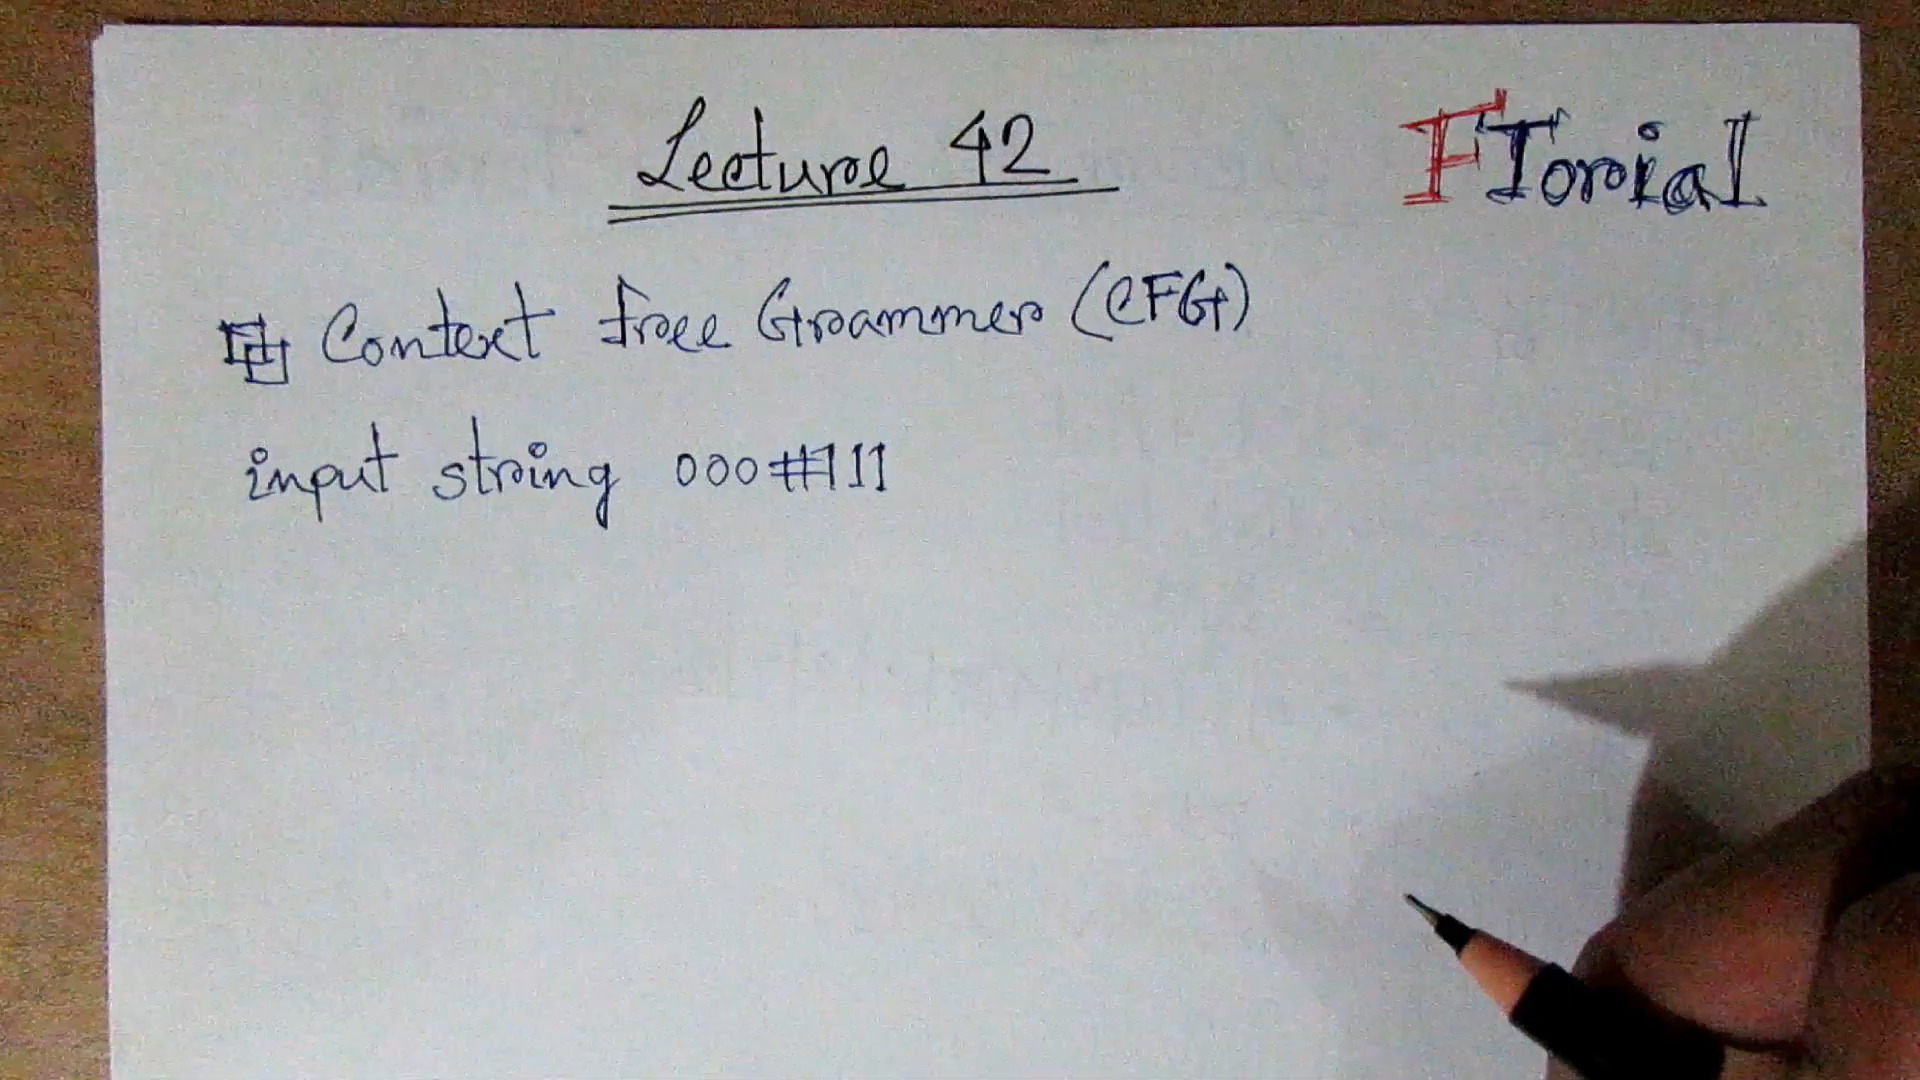 Lecture 42
FTorial
Context free Grammer (CFG)
input string 000#111